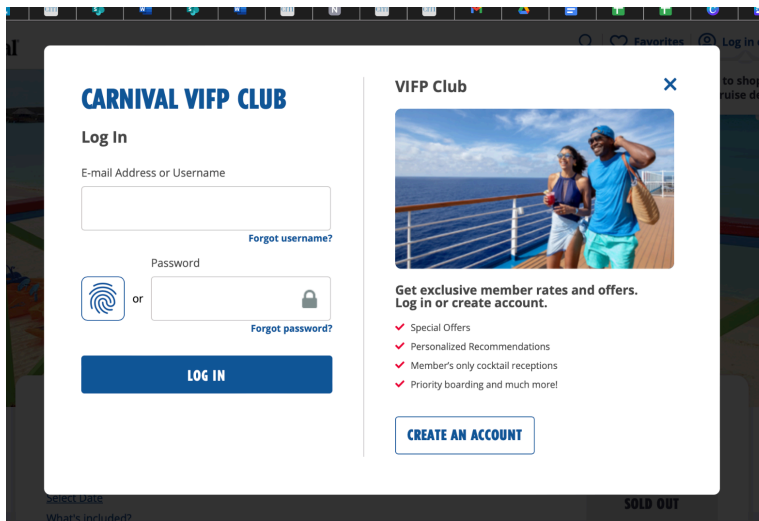 Favorites
Log in
to shop
CARNIVAL VIFP CLUB
Log In
E-mail Address or Username
Forgot username?
Password
or
Forgot password?
LOG IN
VIFP Club
Get exclusive member rates and offers.
Log in or create account.
Special Offers
Personalized Recommendations
Member's only cocktail receptions
Priority boarding and much more!
CREATE AN ACCOUNT
Select Date
What's included?
SOLD OUT